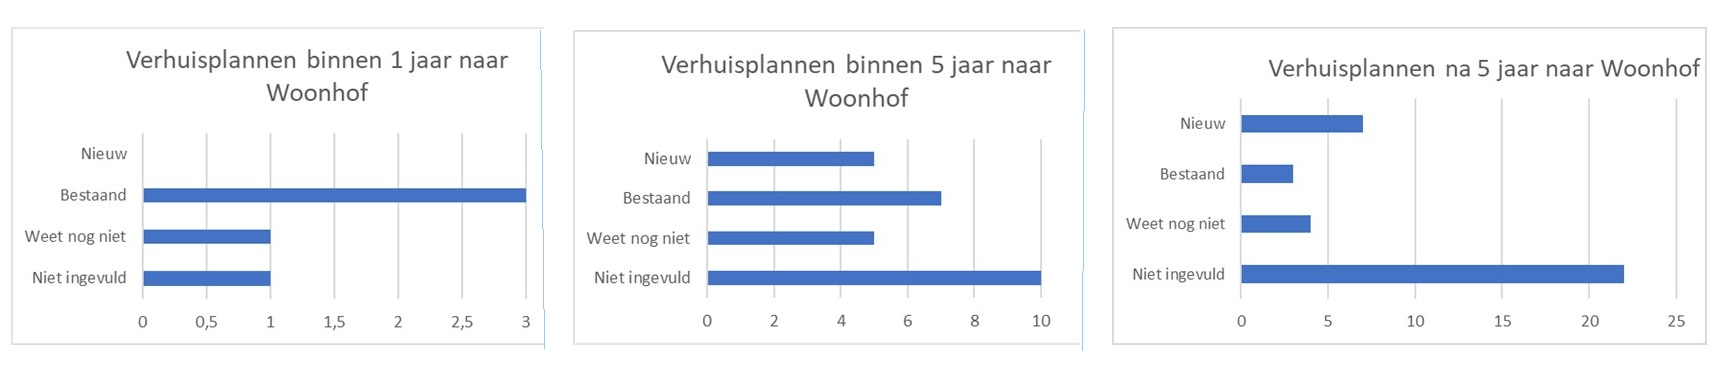 Verhuisplannen binnen 1 jaar naar
Woonhof
Nieuw
Bestaand
Weet nog niet
Niet ingevuld
0 0,5 1 1,5 2 2,5 3
Verhuisplannen binnen 5 jaar naar
Woonhof
Nieuw
Bestaand
Weet nog niet
Niet ingevuld
0 2 4 6 8 10
Verhuisplannen na 5 jaar naar Woonhof
Nieuw
Bestaand
Weet nog niet
Niet ingevuld
0 5 10 15 20 25